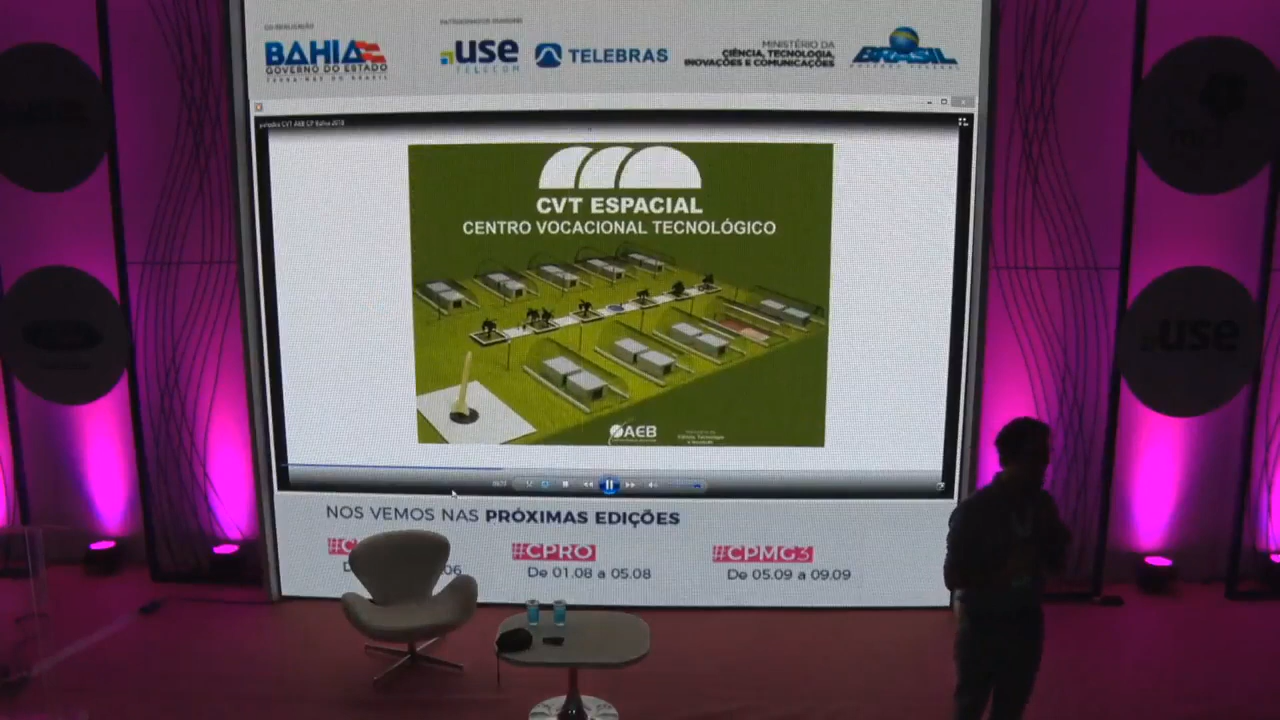 BAHIA
GOVERNO DO ESTADO
use
TELECOM
TELEBRAS
MINISTÉRIO DA
CIÊNCIA, TECNOLOGIA,
INOVAÇÕES E COMUNICAÇÕES
BRASIL
CVT ESPACIAL
CENTRO VOCACIONAL TECNOLÓGICO
AEB
use
NOS VEMOS NAS PRÓXIMAS EDIÇÕES
#CPRO
#CPMG3
De 01.08 a 05.08
De 05.09 a 09.09